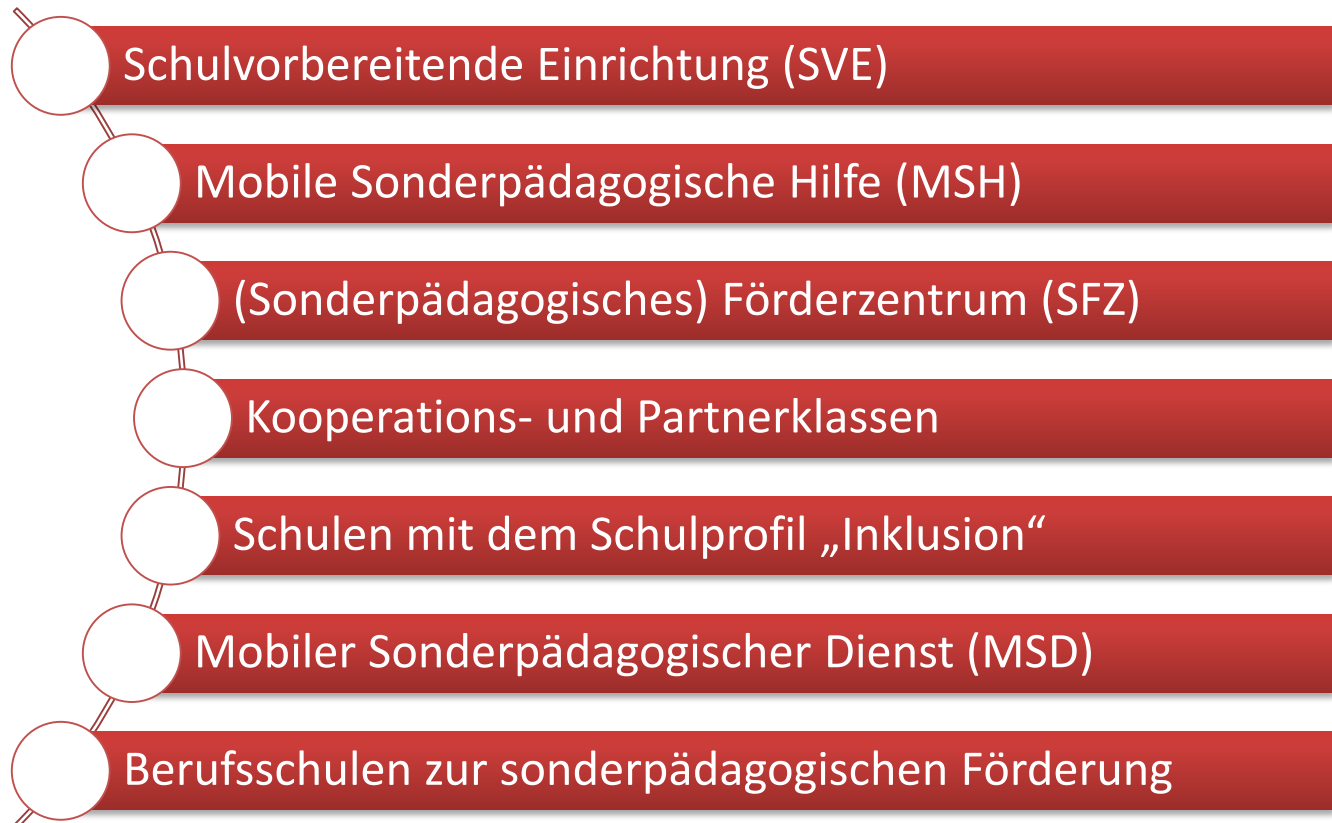 Schulvorbereitende Einrichtung (SVE)
Mobile Sonderpädagogische Hilfe (MSH)
(Sonderpädagogisches) Förderzentrum (SFZ)
Kooperations- und Partnerklassen
Schulen mit dem Schulprofil „Inklusion“
Mobiler Sonderpädagogischer Dienst (MSD)
Berufsschulen zur sonderpädagogischen Förderung